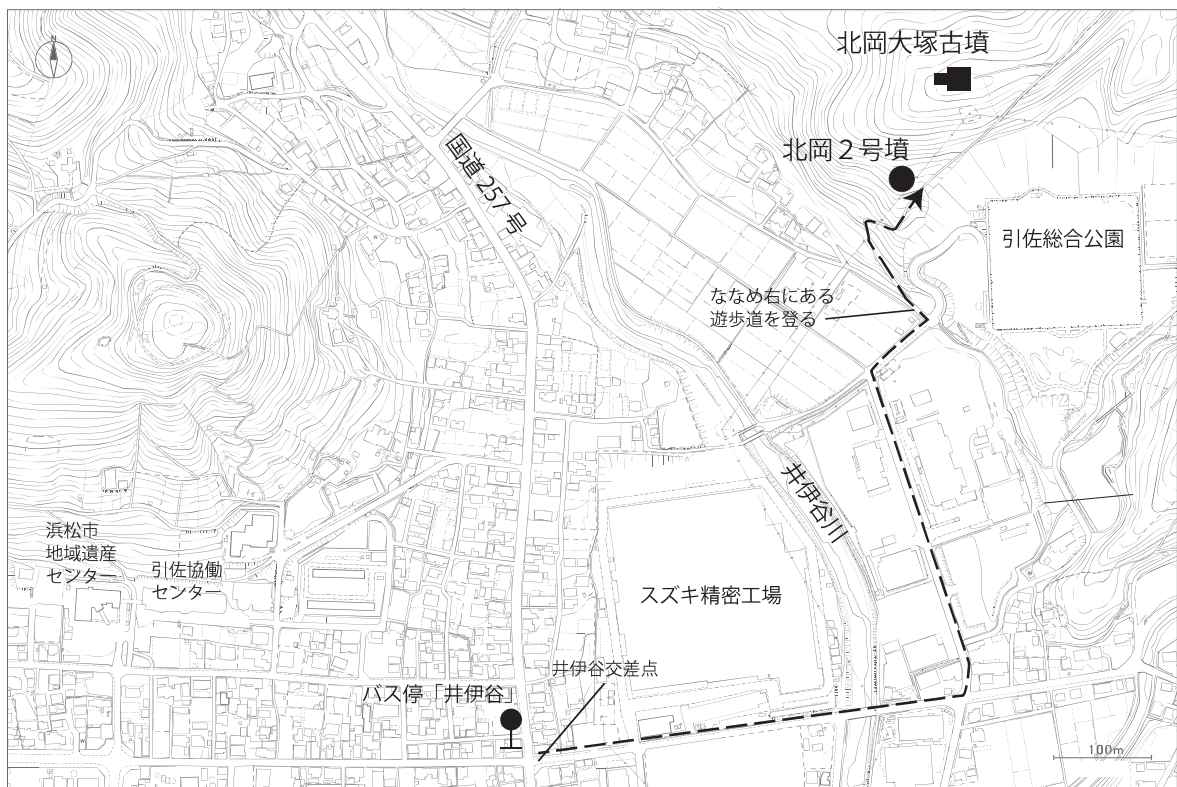 N
北岡大塚古墳
北岡２号墳
国道 257 号
引佐総合公園
ななめ右にある
遊歩道を登る
井伊谷川
浜松市
地域遺産
センター
引佐協働
センター
スズキ精密工場
井伊谷交差点
バス停「井伊谷」
100m